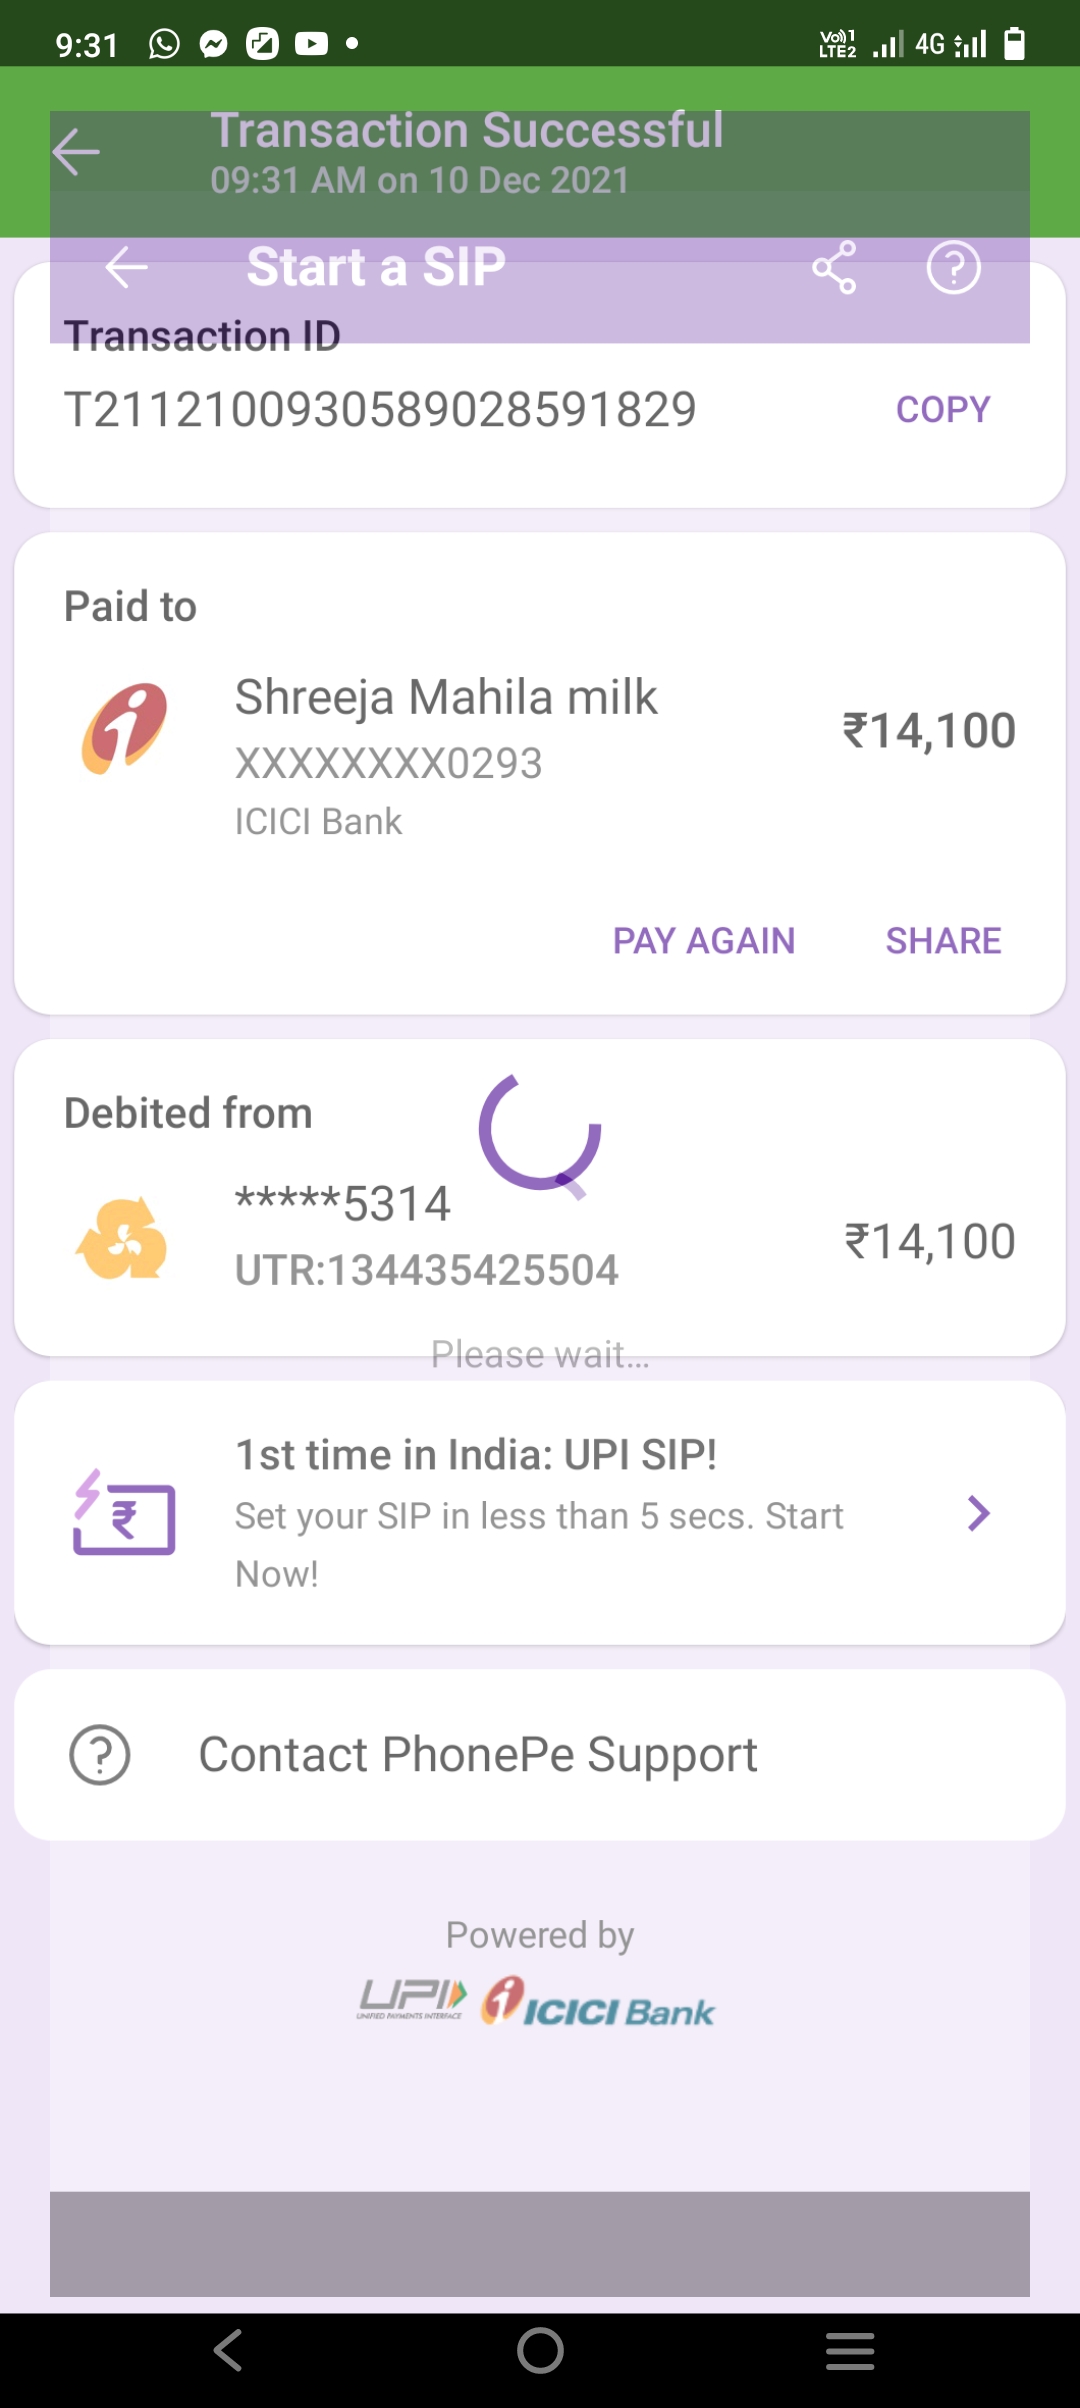 9:31
Vo))1
LTE2
4G
Transaction Successful
09:31 AM on 10 Dec 2021
Start a SIP
Transaction ID
T2112100930589028591829
COPY
Paid to
Shreeja Mahila milk
₹14,100
XXXXXXXX0293
ICICI Bank
PAY AGAIN
SHARE
Debited from
*****5314
₹14,100
UTR:134435425504
Please wait...
1st time in India: UPI SIP!
Set your SIP in less than 5 secs. Start
Now!
Contact PhonePe Support
Powered by
UPI
UNIFIED PAYMENTS INTERFACE
ICICI Bank